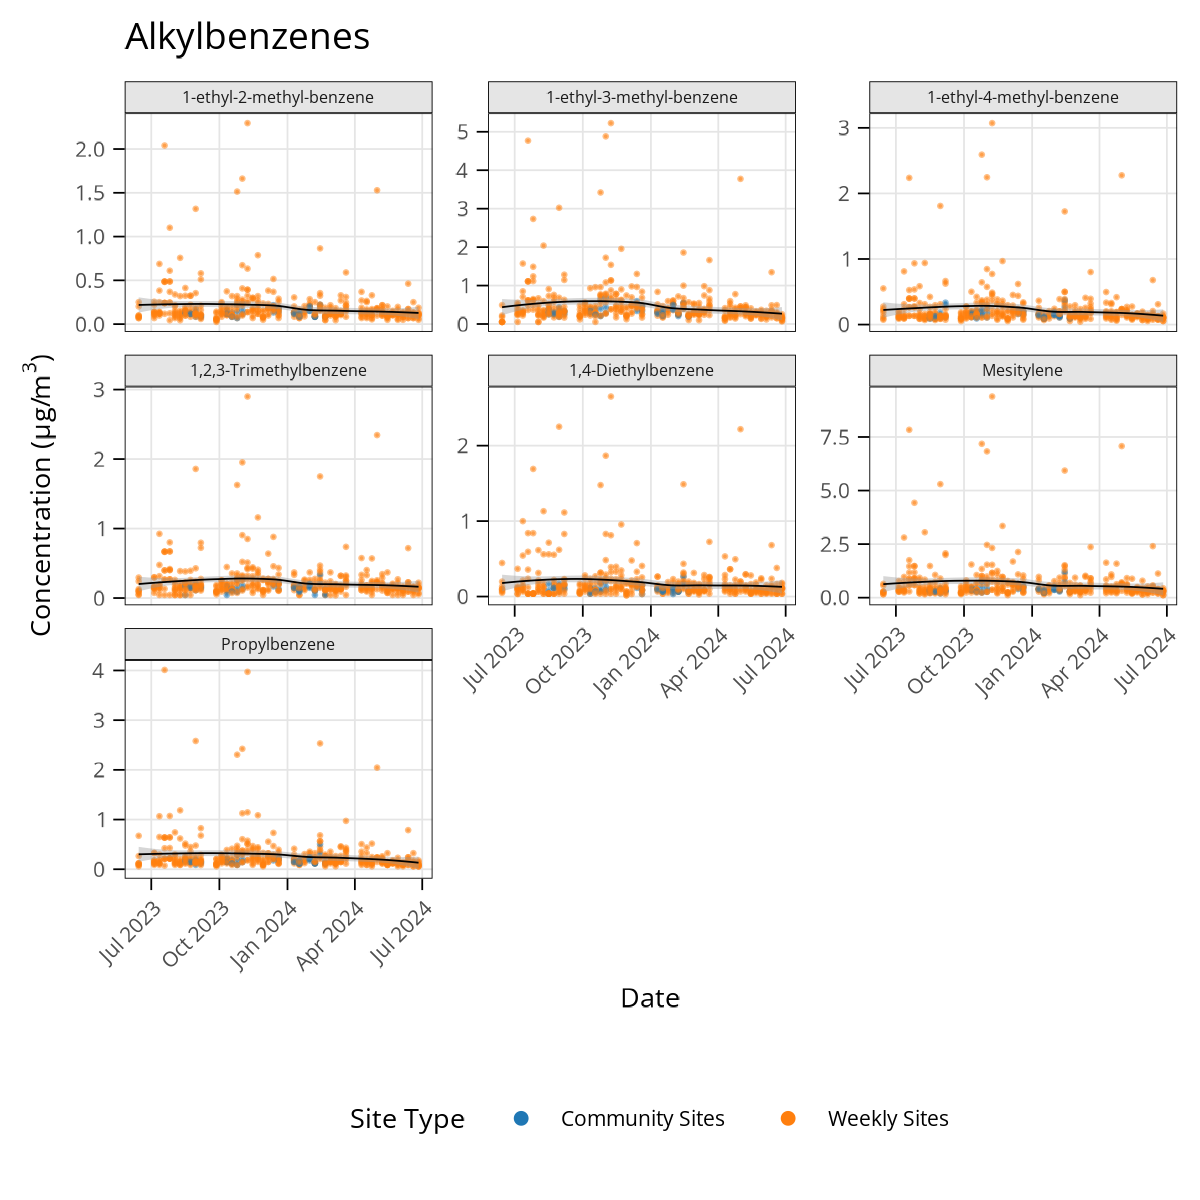 Alkylbenzenes
1-ethyl-2-methyl-benzene
1-ethyl-3-methyl-benzene
1-ethyl-4-methyl-benzene
2.0
1.5
1.0
0.5
0.0
5
4
3
2
1
0
3
2
1
0
1,2,3-Trimethylbenzene
1,4-Diethylbenzene
Mesitylene
3
2
1
0
2
1
0
7.5
5.0
2.5
0.0
Jul 2023
Oct 2023
Jan 2024
Apr 2024
Jul 2024
Jul 2023
Oct 2023
Jan 2024
Apr 2024
Jul 2024
Propylbenzene
4
3
2
1
0
Jul 2023
Oct 2023
Jan 2024
Apr 2024
Jul 2024
Concentration (µg/m³)
Date
Site Type
Community Sites
Weekly Sites